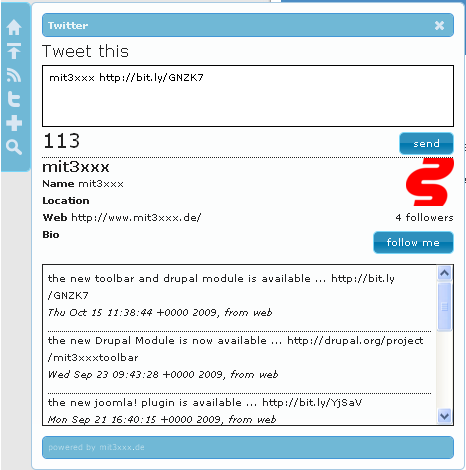 Twitter
Tweet this
mit3xxx http://bit.ly/GNZK7
113
send
mit3xxx
Name mit3xxx
Location
Web http://www.mit3xxx.de/
4 followers
Bio
follow me
the new toolbar and drupal module is available ... http://bit.ly
/GNZK7
Thu Oct 15 11:38:44 +0000 2009, from web
the new Drupal Module is now available ... http://drupal.org/project
/mit3xxxtoolbar
Wed Sep 23 09:43:28 +0000 2009, from web
the new joomla! plugin is available ... http://bit.ly/YjSaV
Mon Sep 21 16:40:15 +0000 2009, from web
powered by mit3xxx.de